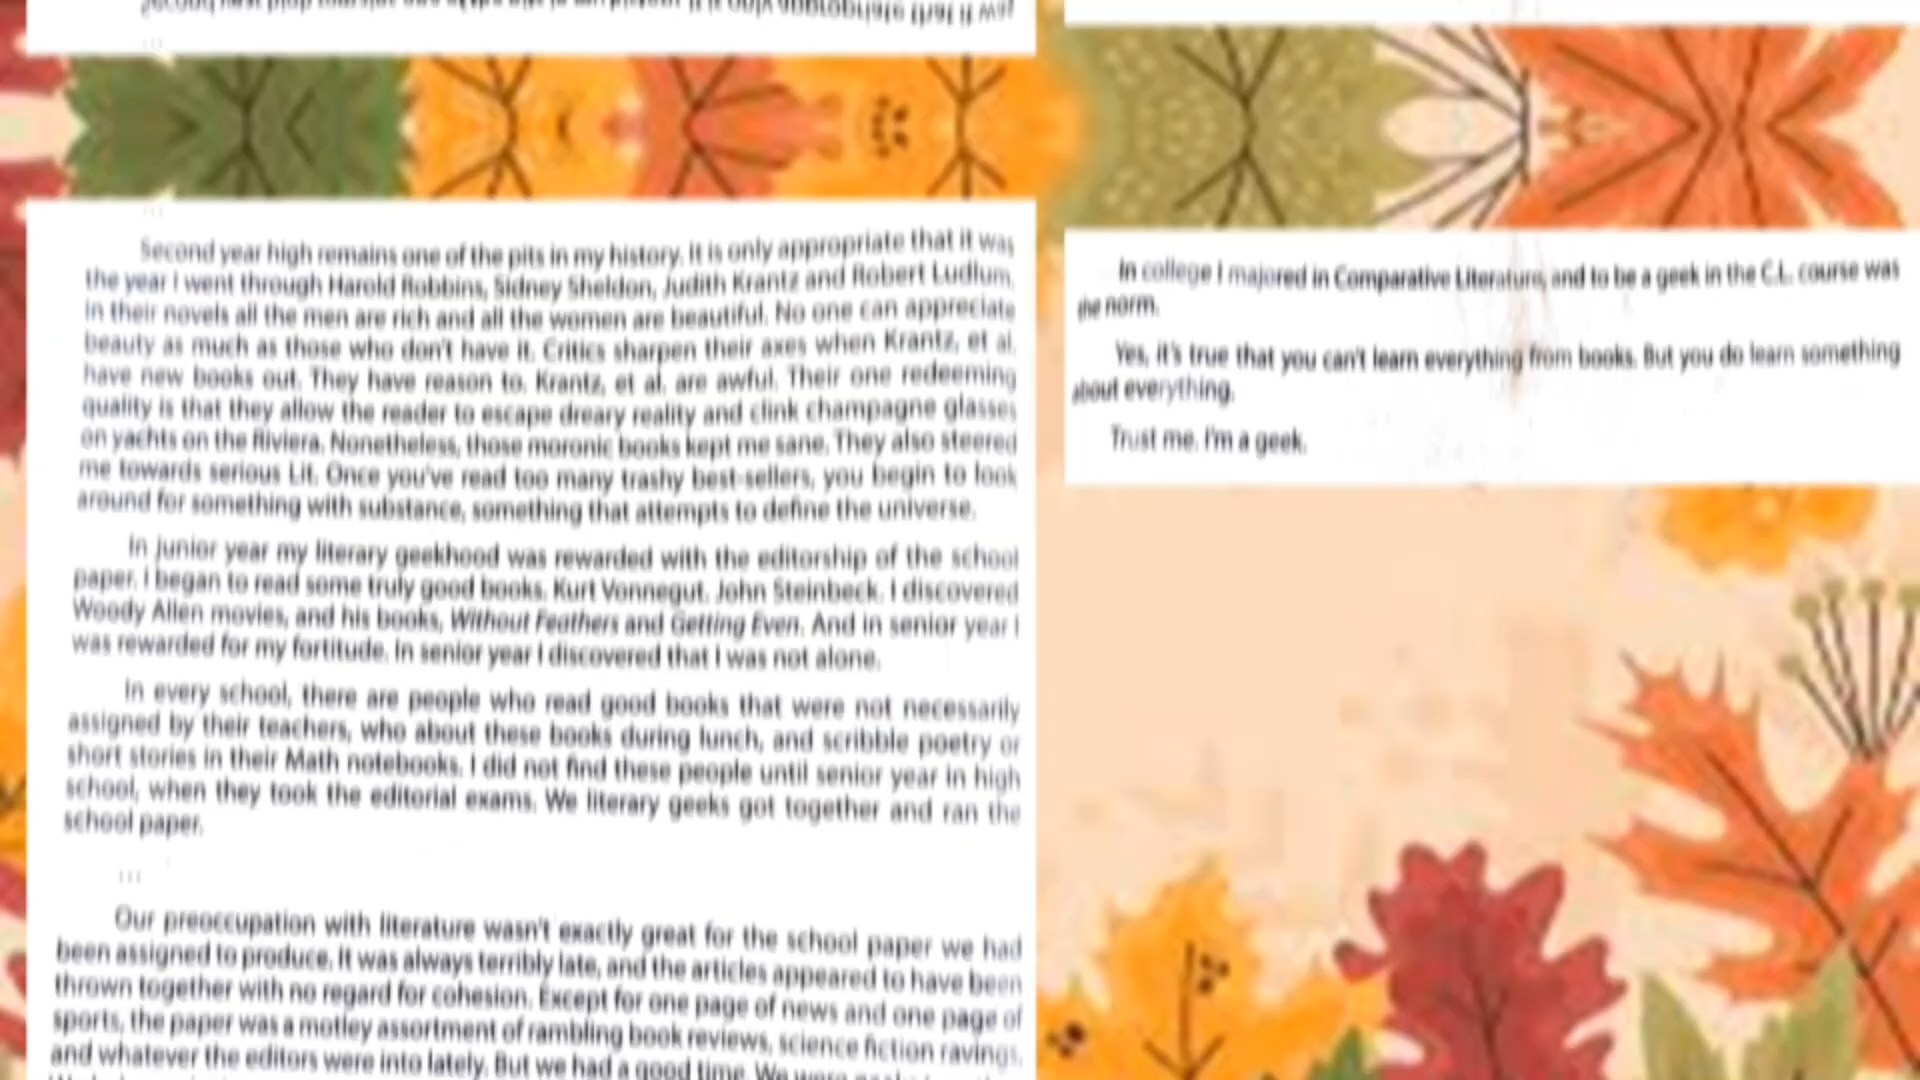 Second year high remains one of the pits in my history. It is only appropriate that it was
the year I went through Harold Robbins, Sidney Sheldon, Judith Krantz and Robert Ludlum.
In their novels all the men are rich and all the women are beautiful. No one can appreciate
beauty as much as those who don't have it. Critics sharpen their axes when Krantz, et al.
have new books out. They have reason to. Krantz, et al. are awful. Their one redeeming
quality is that they allow the reader to escape dreary reality and clink champagne glasses
on yachts on the Riviera. Nonetheless, those moronic books kept me sane. They also steered
me towards serious Lit. Once you've read too many trashy best-sellers, you begin to look
around for something with substance, something that attempts to define the universe.
In junior year my literary geekhood was rewarded with the editorship of the school
paper. I began to read some truly good books. Kurt Vonnegut. John Steinbeck. I discovered
Woody Allen movies, and his books, Without Feathers and Getting Even. And in senior year I
was rewarded for my fortitude. In senior year I discovered that I was not alone.
In every school, there are people who read good books that were not necessarily
assigned by their teachers, who about these books during lunch, and scribble poetry or
short stories in their Math notebooks. I did not find these people until senior year in high
school, when they took the editorial exams. We literary geeks got together and ran the
school paper.
...
Our preoccupation with literature wasn't exactly great for the school paper we had
been assigned to produce. It was always terribly late, and the articles appeared to have been
thrown together with no regard for cohesion. Except for one page of news and one page of
sports, the paper was a motley assortment of rambling book reviews, science fiction ravings,
and whatever the editors were into lately. But we had a good time. We were
In college I majored in Comparative Literature, and to be a geek in the C.L. course was
the norm.
Yes, it's true that you can't learn everything from books. But you do learn something
about everything.
Trust me. I'm a geek.